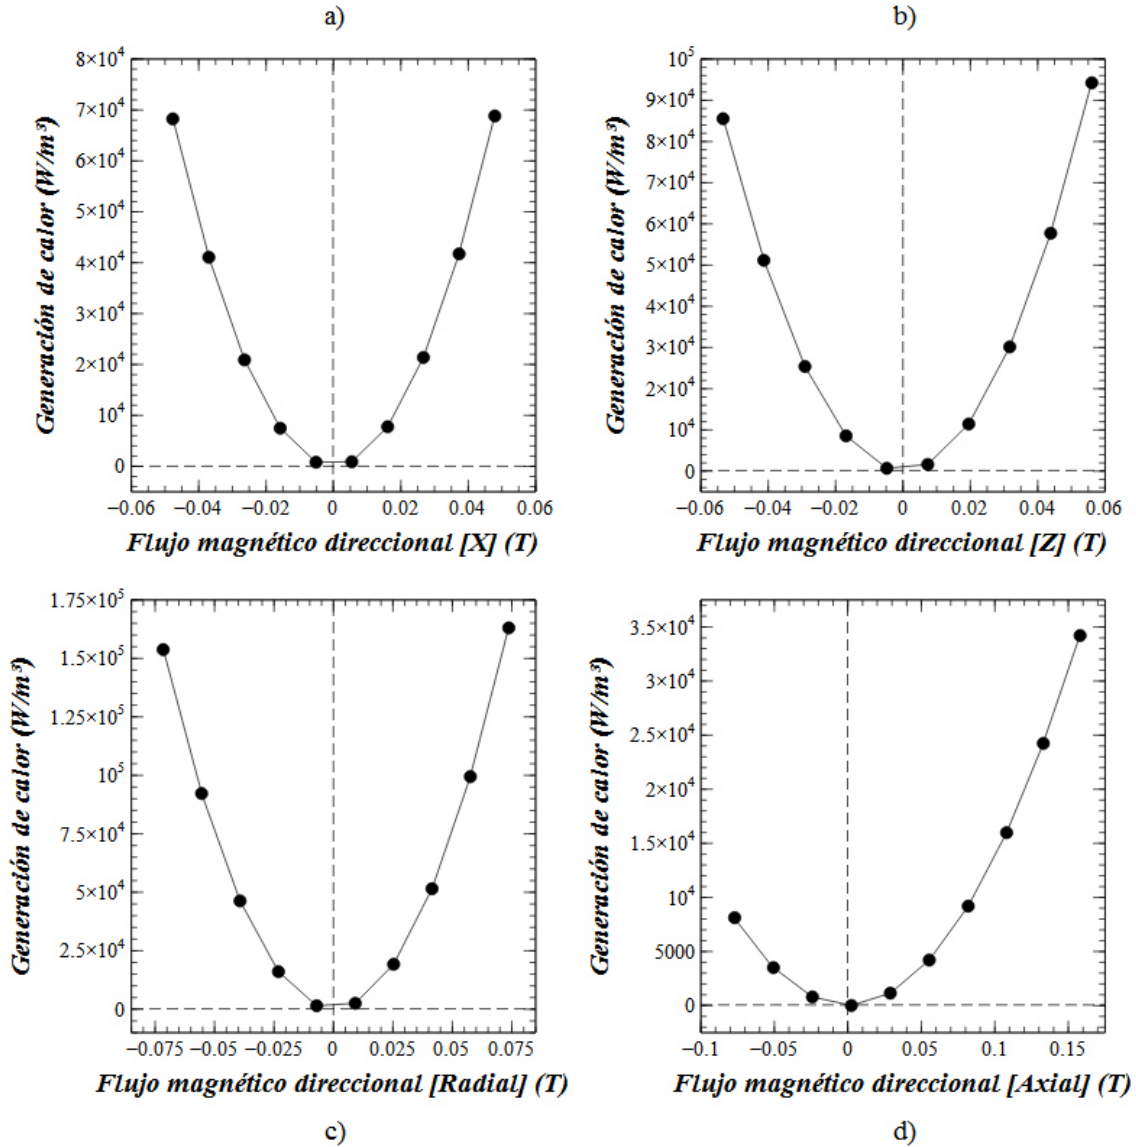 a)
b)
8×10⁴
7×10⁴
6×10⁴
5×10⁴
4×10⁴
3×10⁴
2×10⁴
10⁴
0
Generación de calor (W/m³)
−0.06 −0.04 −0.02 0 0.02 0.04 0.06
Flujo magnético direccional [X] (T)
10⁵
9×10⁴
8×10⁴
7×10⁴
6×10⁴
5×10⁴
4×10⁴
3×10⁴
2×10⁴
10⁴
0
Generación de calor (W/m³)
−0.06 −0.04 −0.02 0 0.02 0.04 0.06
Flujo magnético direccional [Z] (T)
1.75×10⁵
1.5×10⁵
1.25×10⁵
10⁵
7.5×10⁴
5×10⁴
2.5×10⁴
0
Generación de calor (W/m³)
−0.075 −0.05 −0.025 0 0.025 0.05 0.075
Flujo magnético direccional [Radial] (T)
3.5×10⁴
3×10⁴
2.5×10⁴
2×10⁴
1.5×10⁴
10⁴
5000
0
Generación de calor (W/m³)
−0.1 −0.05 0 0.05 0.1 0.15
Flujo magnético direccional [Axial] (T)
c)
d)